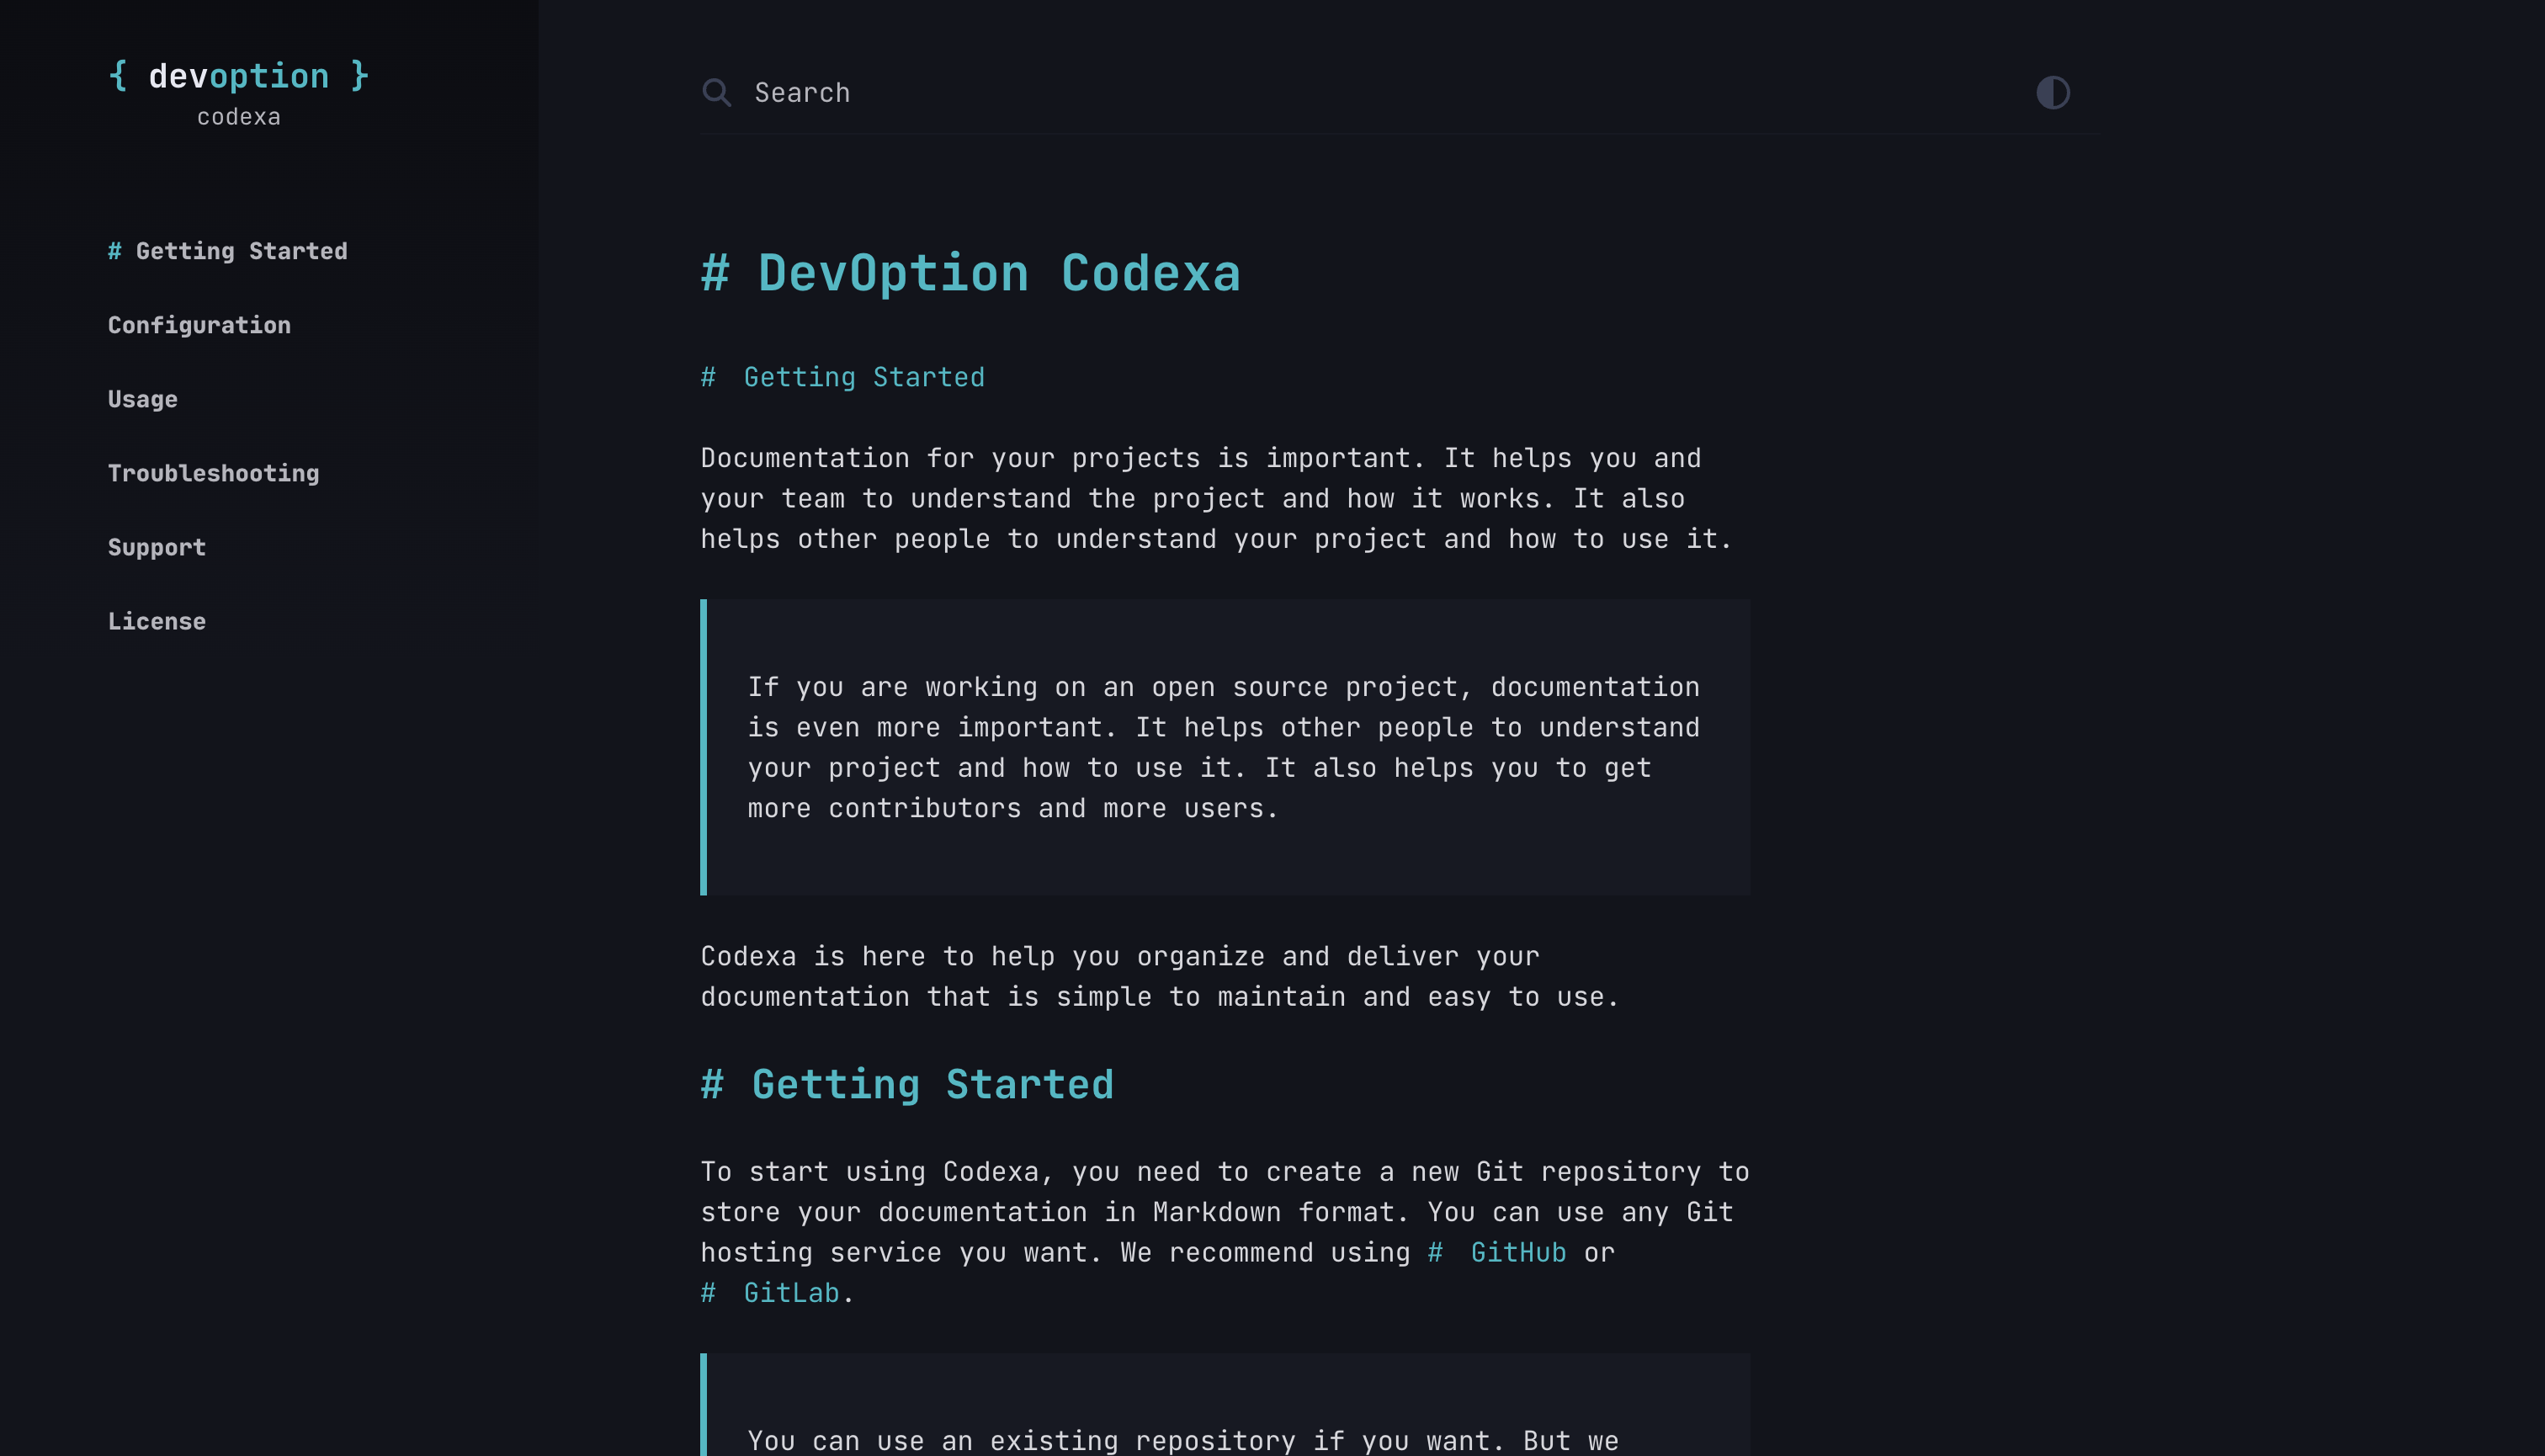 { devoption }
codexa
# Getting Started
Configuration
Usage
Troubleshooting
Support
License
Search
# DevOption Codexa
# Getting Started
Documentation for your projects is important. It helps you and
your team to understand the project and how it works. It also
helps other people to understand your project and how to use it.
If you are working on an open source project, documentation
is even more important. It helps other people to understand
your project and how to use it. It also helps you to get
more contributors and more users.
Codexa is here to help you organize and deliver your
documentation that is simple to maintain and easy to use.
# Getting Started
To start using Codexa, you need to create a new Git repository to
store your documentation in Markdown format. You can use any Git
hosting service you want. We recommend using # GitHub or
# GitLab.
You can use an existing repository if you want. But we